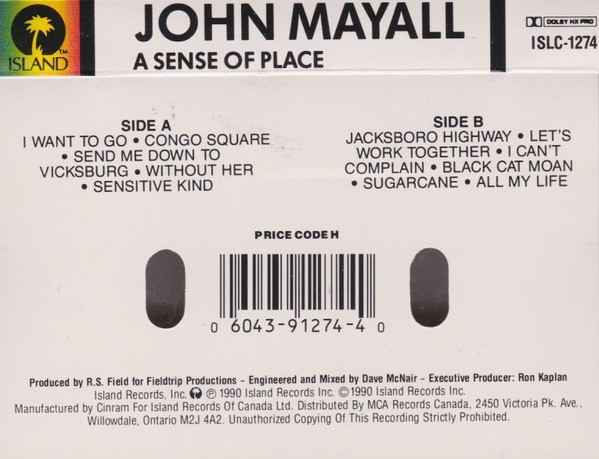 JOHN MAYALL
A SENSE OF PLACE
ISLAND TM
DOLBY HX PRO
ISLC-1274
SIDE A
I WANT TO GO • CONGO SQUARE
• SEND ME DOWN TO
VICKSBURG • WITHOUT HER
• SENSITIVE KIND
SIDE B
JACKSBORO HIGHWAY • LET'S
WORK TOGETHER • I CAN'T
COMPLAIN • BLACK CAT MOAN
• SUGARCANE • ALL MY LIFE
PRICE CODE H
0 6043-91274-4 0
Produced by R.S. Field for Fieldtrip Productions - Engineered and Mixed by Dave McNair - Executive Producer: Ron Kaplan
Island Records, Inc. ℗ 1990 Island Records Inc. © 1990 Island Records Inc.
Manufactured by Cinram For Island Records Of Canada Ltd. Distributed By MCA Records Canada, 2450 Victoria Pk. Ave.,
Willowdale, Ontario M2J 4A2. Unauthorized Copying Of This Recording Strictly Prohibited.